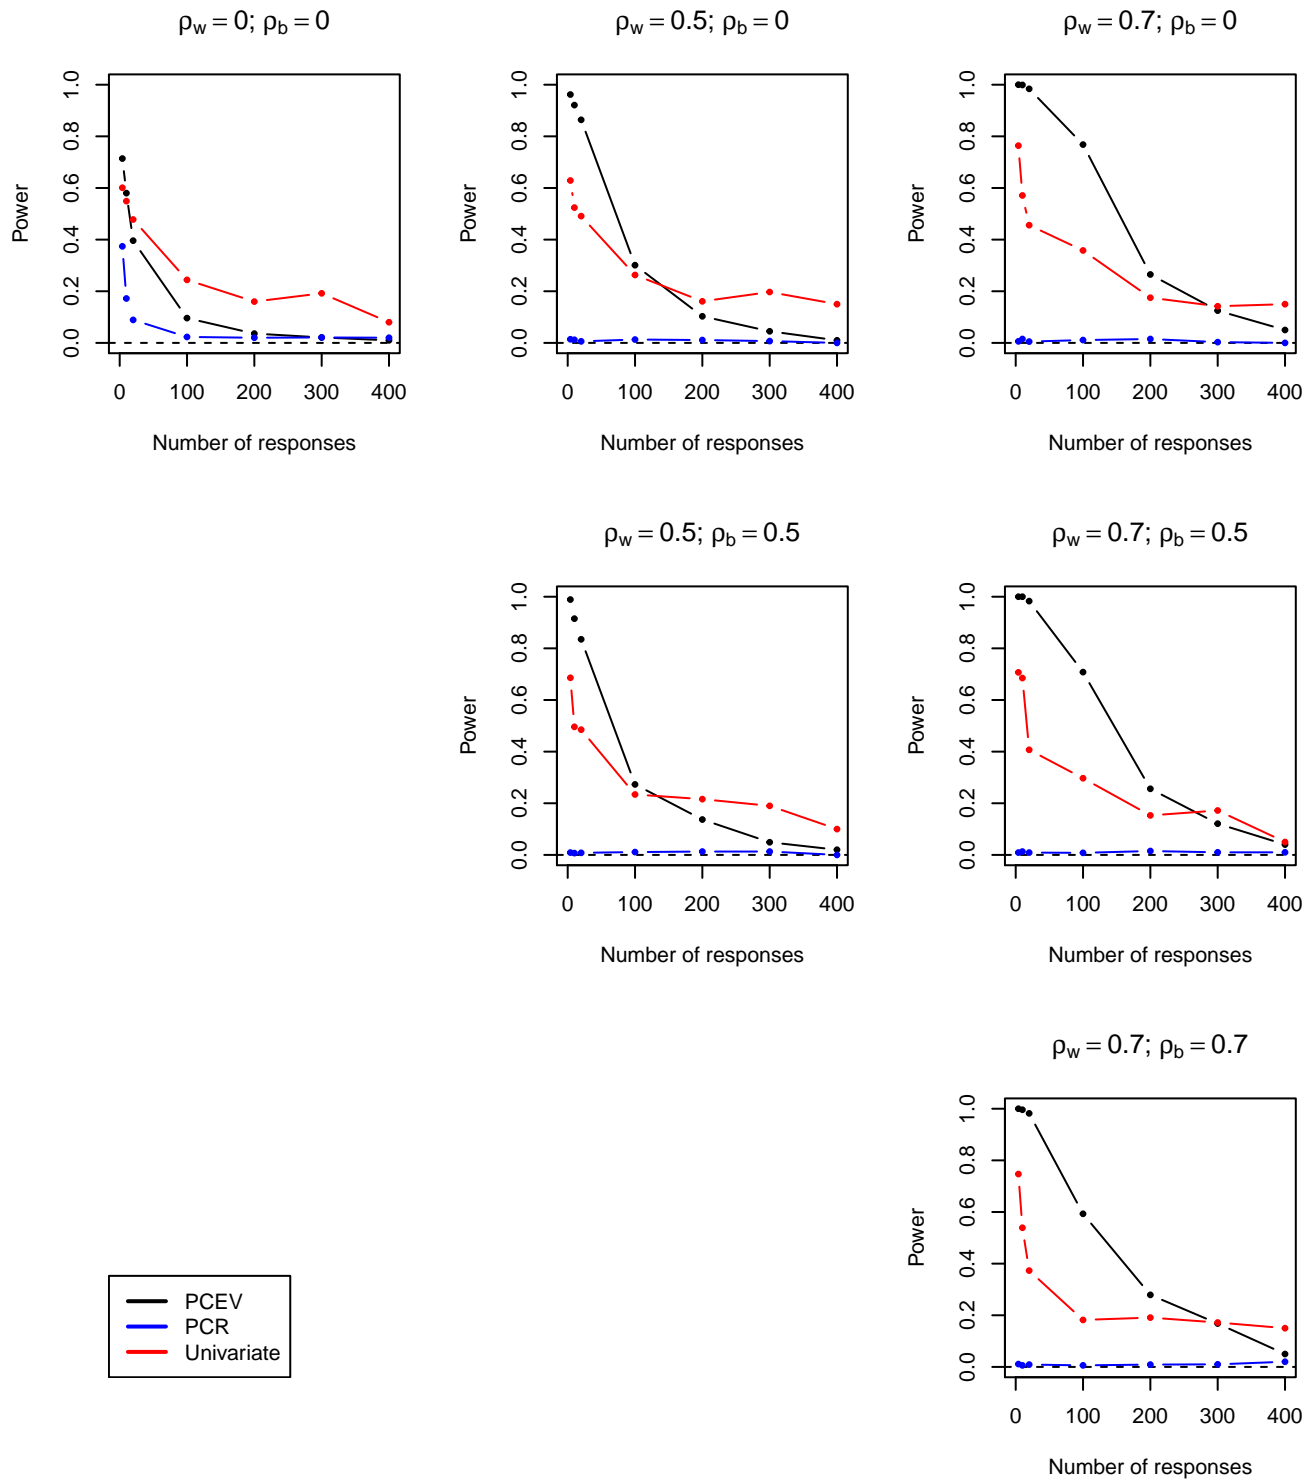 ρw = 0; ρb = 0
ρw = 0.5; ρb = 0
ρw = 0.7; ρb = 0
Power
1.0
0.8
0.6
0.4
0.2
0.0
0 100 200 300 400
Number of responses
Power
1.0
0.8
0.6
0.4
0.2
0.0
0 100 200 300 400
Number of responses
Power
1.0
0.8
0.6
0.4
0.2
0.0
0 100 200 300 400
Number of responses
ρw = 0.5; ρb = 0.5
ρw = 0.7; ρb = 0.5
Power
1.0
0.8
0.6
0.4
0.2
0.0
0 100 200 300 400
Number of responses
Power
1.0
0.8
0.6
0.4
0.2
0.0
0 100 200 300 400
Number of responses
ρw = 0.7; ρb = 0.7
Power
1.0
0.8
0.6
0.4
0.2
0.0
0 100 200 300 400
Number of responses
PCEV
PCR
Univariate